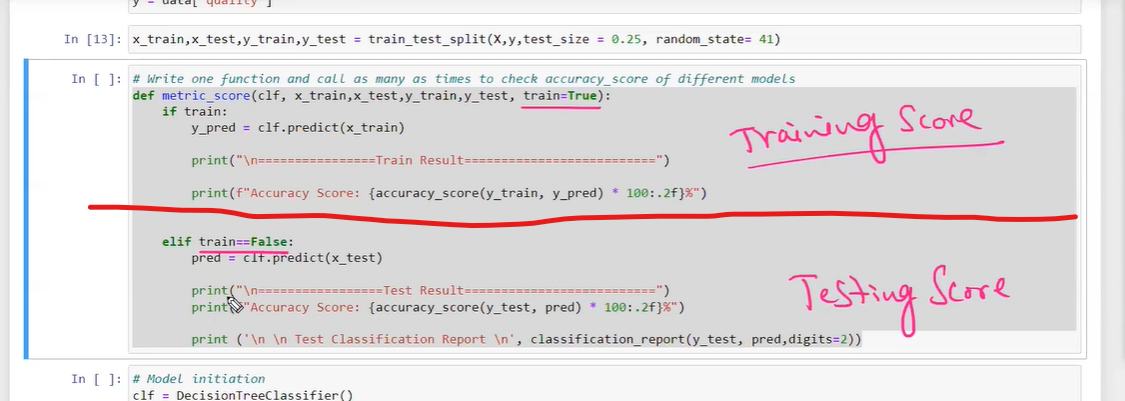 y = data["quality"]
In [13]: x_train,x_test,y_train,y_test = train_test_split(X,y,test_size = 0.25, random_state= 41)
In [ ]: # Write one function and call as many as times to check accuracy_score of different models
def metric_score(clf, x_train,x_test,y_train,y_test, train=True):
if train:
y_pred = clf.predict(x_train)
Training Score
print("\n===============Train Result=========================")
print(f"Accuracy Score: {accuracy_score(y_train, y_pred) * 100:.2f}%")
elif train==False:
pred = clf.predict(x_test)
Testing Score
print("\n================Test Result=========================")
print("Accuracy Score: {accuracy_score(y_test, pred) * 100:.2f}%")
print ('\n \n Test Classification Report \n', classification_report(y_test, pred,digits=2))
In [ ]: # Model initiation
clf = DecisionTreeClassifier()